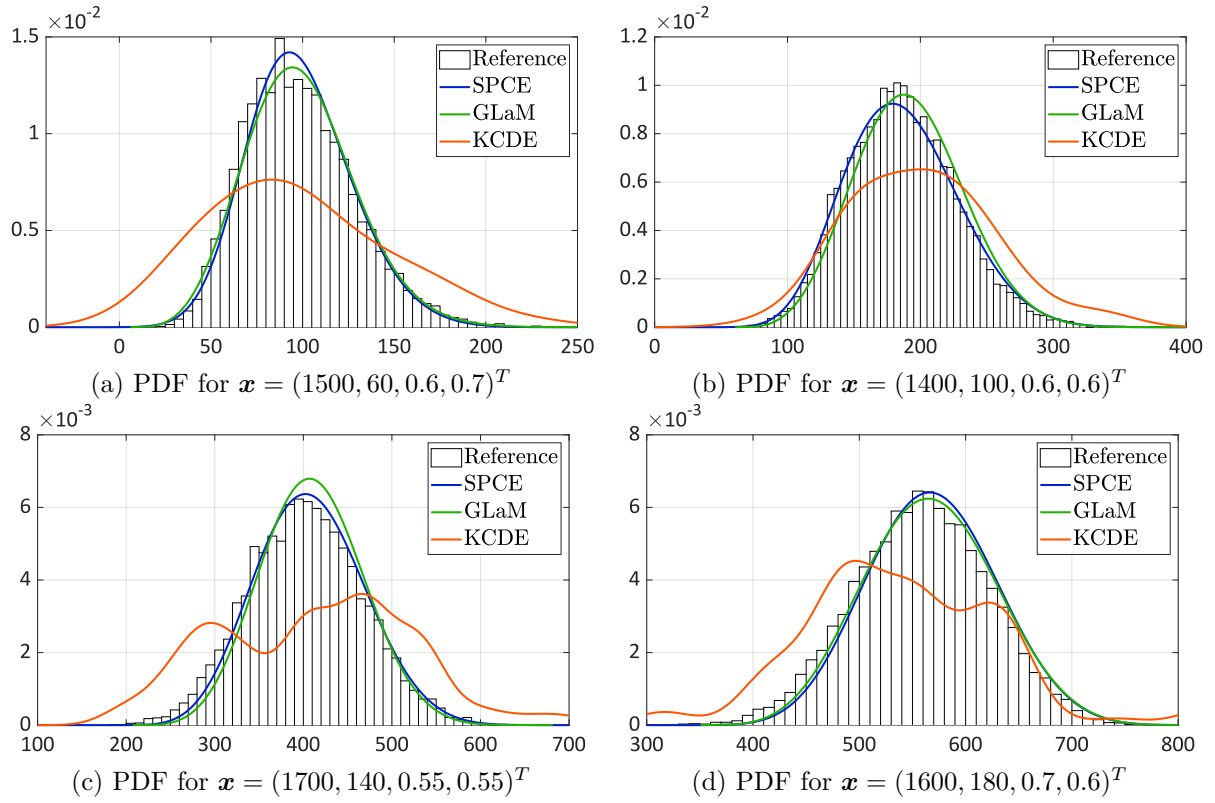 ×10⁻²
1.5
1
0.5
0
0 50 100 150 200 250
Reference
SPCE
GLaM
KCDE
(a) PDF for x = (1500, 60, 0.6, 0.7)ᵀ
×10⁻³
1.2
1
0.8
0.6
0.4
0.2
0
0 100 200 300 400
Reference
SPCE
GLaM
KCDE
(b) PDF for x = (1400, 100, 0.6, 0.6)ᵀ
×10⁻³
8
6
4
2
0
100 200 300 400 500 600 700
Reference
SPCE
GLaM
KCDE
(c) PDF for x = (1700, 140, 0.55, 0.55)ᵀ
×10⁻³
8
6
4
2
0
300 400 500 600 700 800
Reference
SPCE
GLaM
KCDE
(d) PDF for x = (1600, 180, 0.7, 0.6)ᵀ